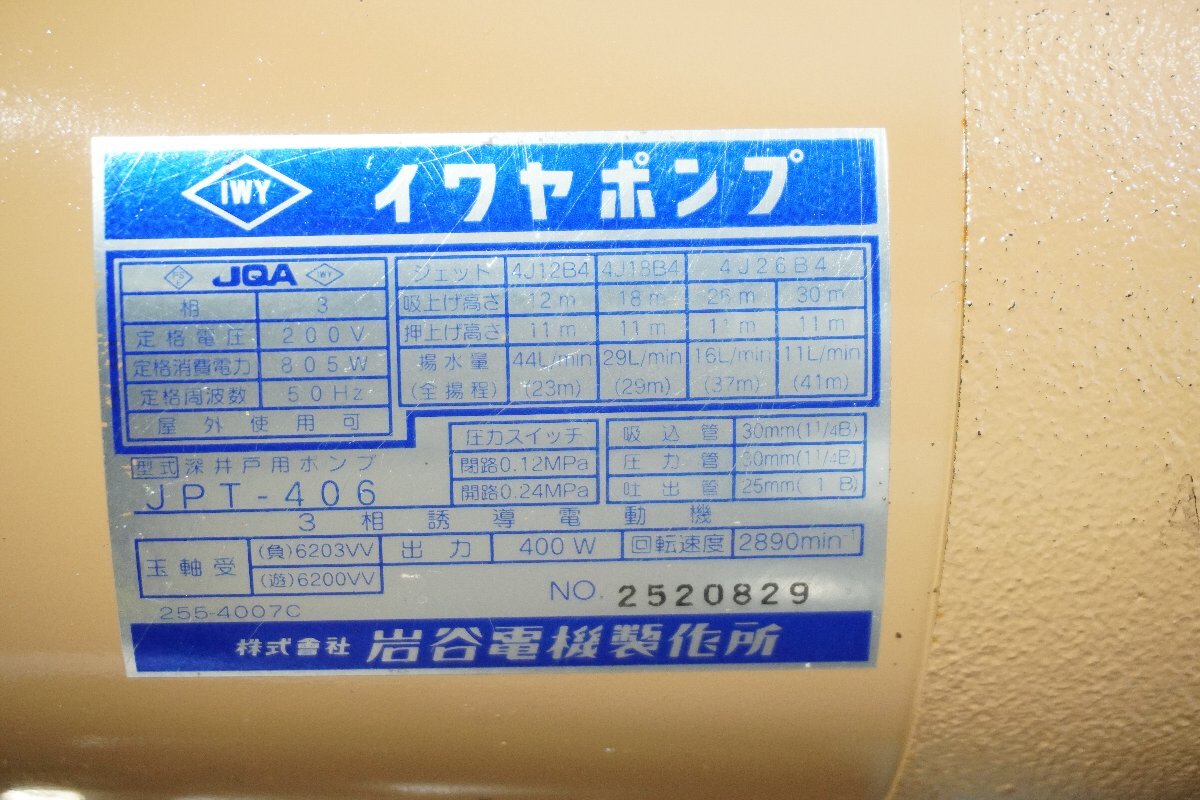 IWY イワヤポンプ
PS E JQA IWY
相 3
定格電圧 200V
定格消費電力 805W
定格周波数 50Hz
屋外使用可
ジェット 4J12B4 4J18B4 4J26B4
吸上げ高さ 12m 18m 26m 30m
押上げ高さ 11m 11m 11m 11m
揚水量 44L/min 29L/min 16L/min 11L/min
(全揚程) (23m) (29m) (37m) (41m)
型式 深井戸用ポンプ
JPT-406
圧力スイッチ
閉路0.12MPa
開路0.24MPa
吸込管 30mm(1 1/4B)
圧力管 30mm(1 1/4B)
吐出管 25mm(1B)
3相誘導電動機
玉軸受 (負)6203VV 出力 400W 回転速度 2890min⁻¹
(遊)6200VV
NO. 2520829
255-4007C
株式會社 岩谷電機製作所